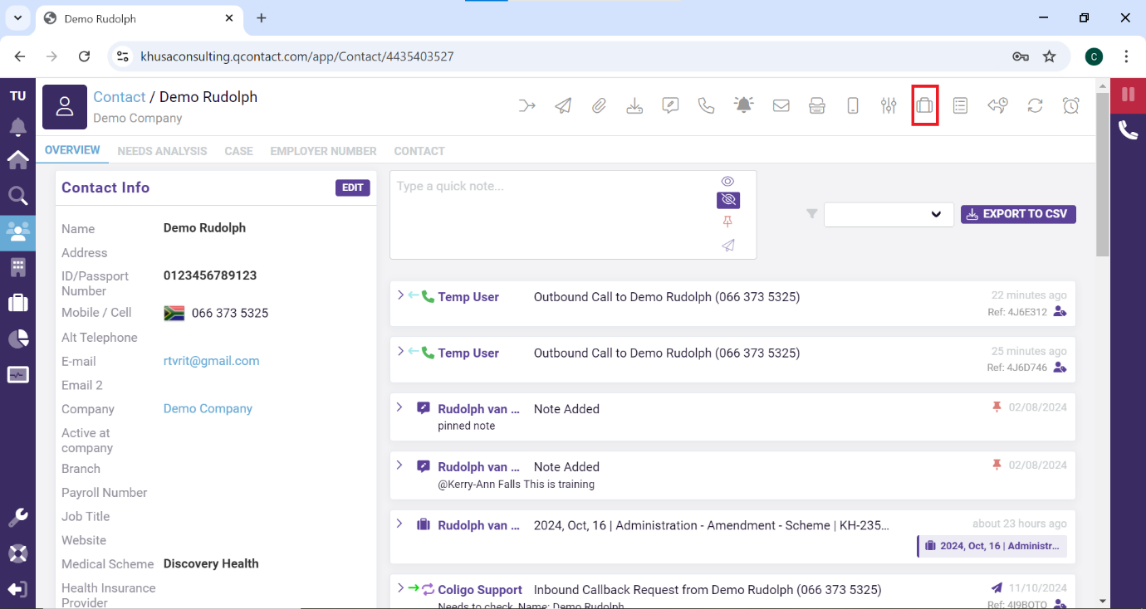 Demo Rudolph
khusaconsulting.qcontact.com/app/Contact/4435403527
C
TU
Contact / Demo Rudolph
Demo Company
OVERVIEW NEEDS ANALYSIS CASE EMPLOYER NUMBER CONTACT
Contact Info EDIT
Name Demo Rudolph
Address
ID/Passport Number 0123456789123
Mobile / Cell 066 373 5325
Alt Telephone
E-mail rtvrit@gmail.com
Email 2
Company Demo Company
Active at
company
Branch
Payroll Number
Job Title
Website
Medical Scheme Discovery Health
Health Insurance
Provider
Type a quick note...
EXPORT TO CSV
Temp User Outbound Call to Demo Rudolph (066 373 5325) 22 minutes ago
Ref: 4J6E312
Temp User Outbound Call to Demo Rudolph (066 373 5325) 25 minutes ago
Ref: 4J6D746
Rudolph van ... Note Added 02/08/2024
pinned note
Rudolph van ... Note Added 02/08/2024
@Kerry-Ann Falls This is training
Rudolph van ... 2024, Oct, 16 | Administration - Amendment - Scheme | KH-235... about 23 hours ago
2024, Oct, 16 | Administr...
Coligo Support Inbound Callback Request from Demo Rudolph (066 373 5325) 11/10/2024
Needs to check, Name: Demo Rudolph Ref: 4I9BOTO